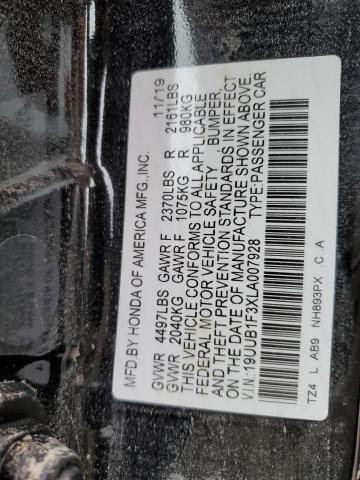 MFD.BY HONDA OF AMERICA MFG.,INC. 11/19
GVWR 4497LBS GAWR F 2370LBS R 2161LBS
GVWR 2040KG GAWR F 1075KG R 980KG
THIS VEHICLE CONFORMS TO ALL APPLICABLE
FEDERAL MOTOR VEHICLE SAFETY , BUMPER,
AND THEFT PREVENTION STANDARDS IN EFFECT
ON THE DATE OF MANUFACTURE SHOWN ABOVE.
V.I.N.:19UUB1F3XLA007928 TYPE:PASSENGER CAR
TZ4 L AB9 NH893PX C A